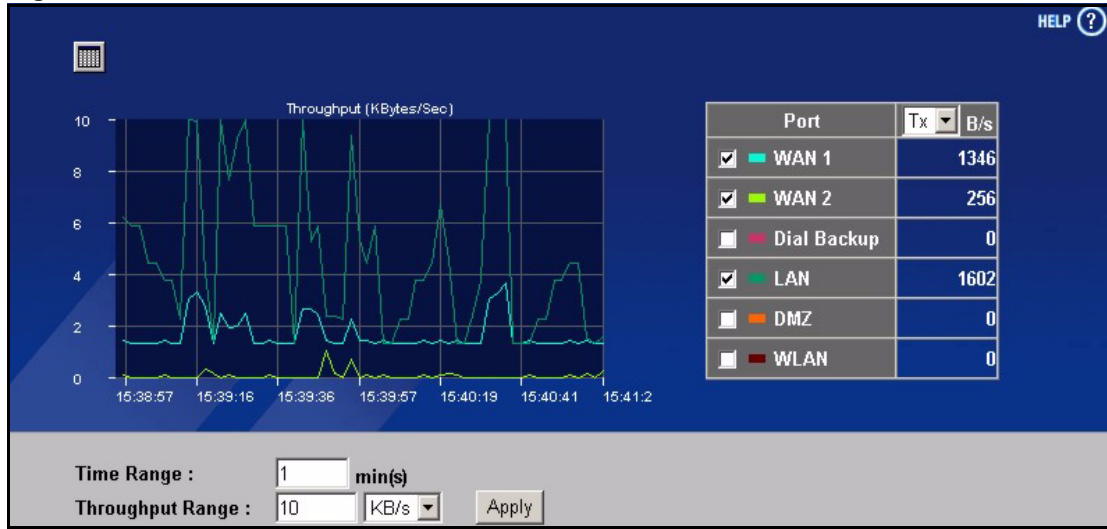 HELP ?
Throughput (KBytes/Sec)
10
8
6
4
2
0
15:38:57 15:39:16 15:39:36 15:39:57 15:40:19 15:40:41 15:41:2
Port Tx B/s
WAN 1 1346
WAN 2 256
Dial Backup 0
LAN 1602
DMZ 0
WLAN 0
Time Range : 1 min(s)
Throughput Range : 10 KB/s Apply